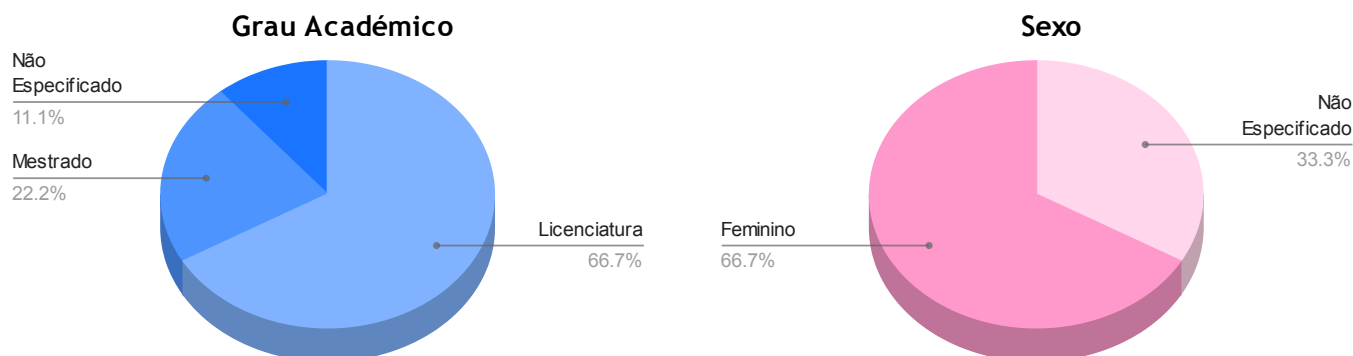 Grau Académico
Não
Especificado
11.1%
Mestrado
22.2%
Licenciatura
66.7%
Sexo
Não
Especificado
33.3%
Feminino
66.7%